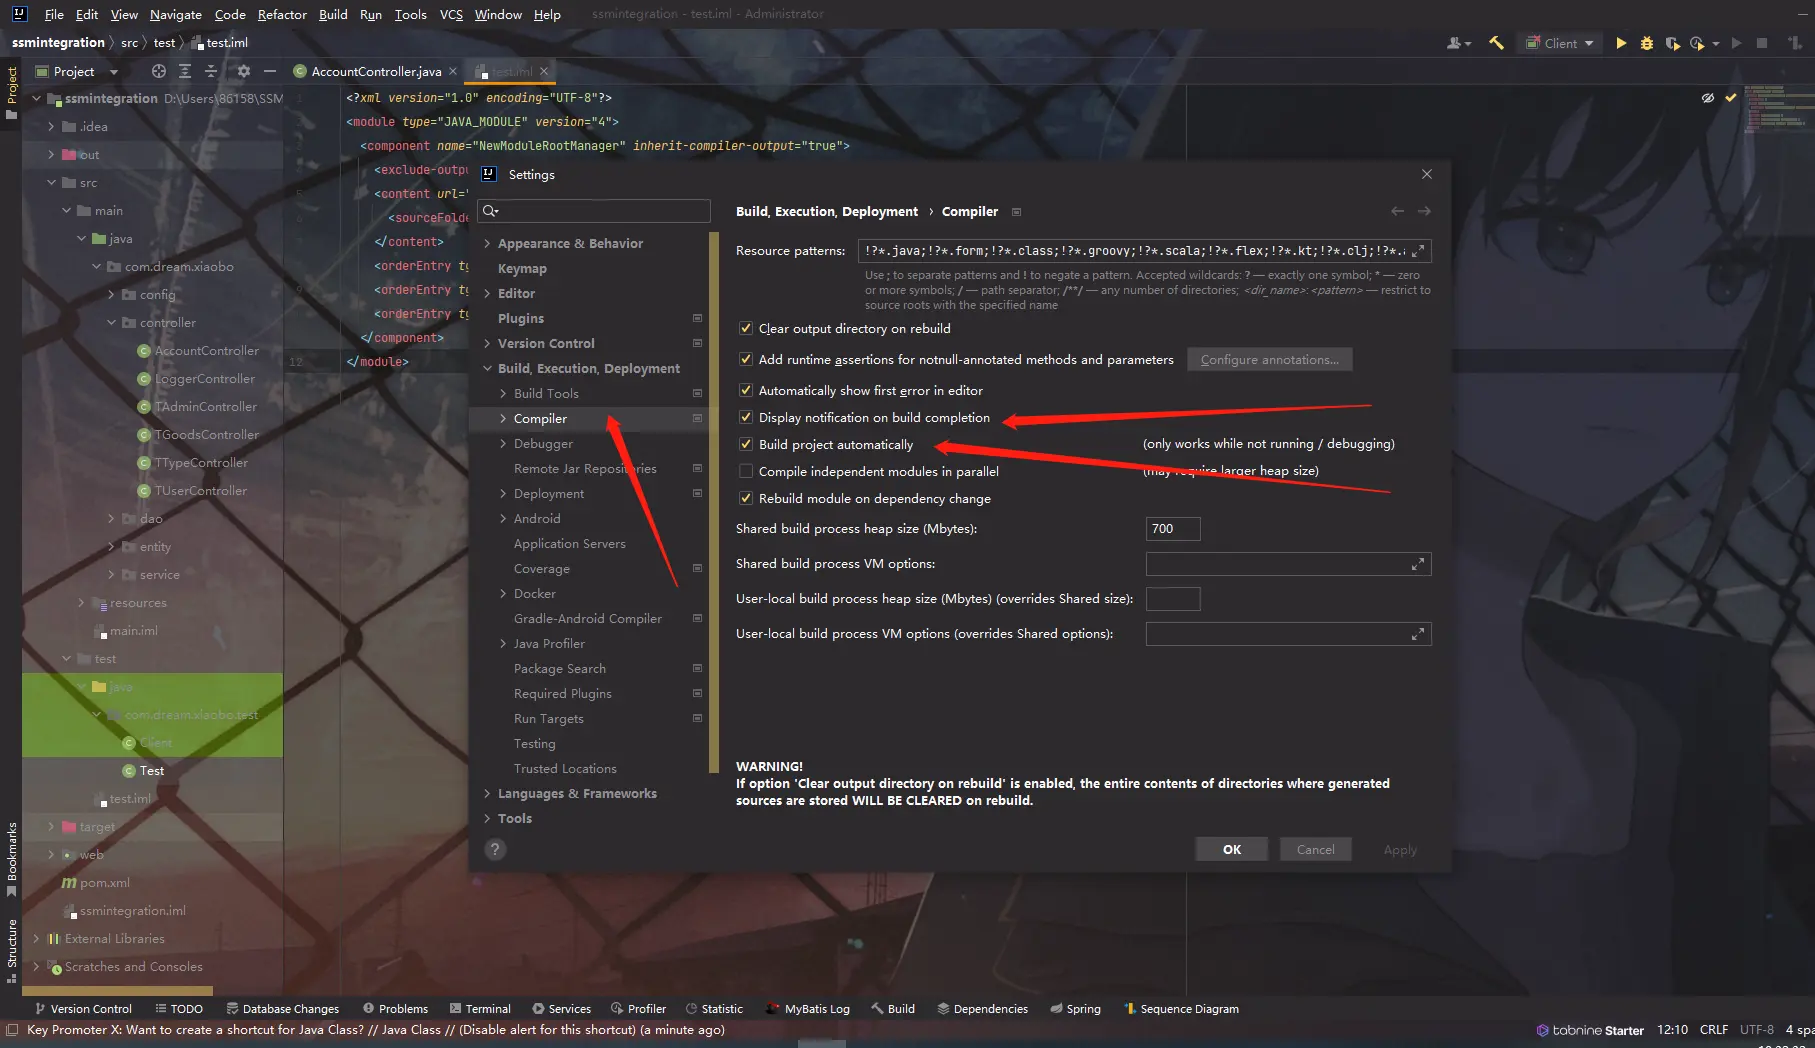 File Edit View Navigate Code Refactor Build Run Tools VCS Window Help ssmintegration - test.iml - Administrator
ssmintegration src test test.iml
Client
Project
AccountController.java test.iml
Project
ssmintegration D:\Users\86158\SSM
.idea
out
src
main
java
com.dream.xiaobo
config
controller
AccountController
LoggerController
TAdminController
TGoodsController
TTypeController
TUserController
dao
entity
service
resources
main.iml
test
java
com.dream.xiaobo.test
Client
Test
test.iml
target
web
pom.xml
ssmintegration.iml
External Libraries
Scratches and Consoles
Bookmarks
Structure
<?xml version="1.0" encoding="UTF-8"?>
<module type="JAVA_MODULE" version="4">
<component name="NewModuleRootManager" inherit-compiler-output="true">
<exclude-outpu
<content url="
<sourceFolde
</content>
<orderEntry ty
<orderEntry ty
<orderEntry ty
</component>
12 </module>
Settings
Appearance & Behavior
Keymap
Editor
Plugins
Version Control
Build, Execution, Deployment
Build Tools
Compiler
Debugger
Remote Jar Repositories
Deployment
Android
Application Servers
Coverage
Docker
Gradle-Android Compiler
Java Profiler
Package Search
Required Plugins
Run Targets
Testing
Trusted Locations
Languages & Frameworks
Tools
Build, Execution, Deployment › Compiler
Resource patterns: !?*.java;!?*.form;!?*.class;!?*.groovy;!?*.scala;!?*.flex;!?*.kt;!?*.clj;!?*.a
Use ; to separate patterns and ! to negate a pattern. Accepted wildcards: ? — exactly one symbol; * — zero
or more symbols; / — path separator; /**/ — any number of directories; <dir_name>:<pattern> — restrict to
source roots with the specified name
Clear output directory on rebuild
Add runtime assertions for notnull-annotated methods and parameters Configure annotations...
Automatically show first error in editor
Display notification on build completion
Build project automatically (only works while not running / debugging)
Compile independent modules in parallel (may require larger heap size)
Rebuild module on dependency change
Shared build process heap size (Mbytes): 700
Shared build process VM options:
User-local build process heap size (Mbytes) (overrides Shared size):
User-local build process VM options (overrides Shared options):
WARNING!
If option 'Clear output directory on rebuild' is enabled, the entire contents of directories where generated
sources are stored WILL BE CLEARED on rebuild.
? OK Cancel Apply
Version Control TODO Database Changes Problems Terminal Services Profiler Statistic MyBatis Log Build Dependencies Spring Sequence Diagram
Key Promoter X: Want to create a shortcut for Java Class? // Java Class // (Disable alert for this shortcut) (a minute ago)
tabnine Starter 12:10 CRLF UTF-8 4 spa